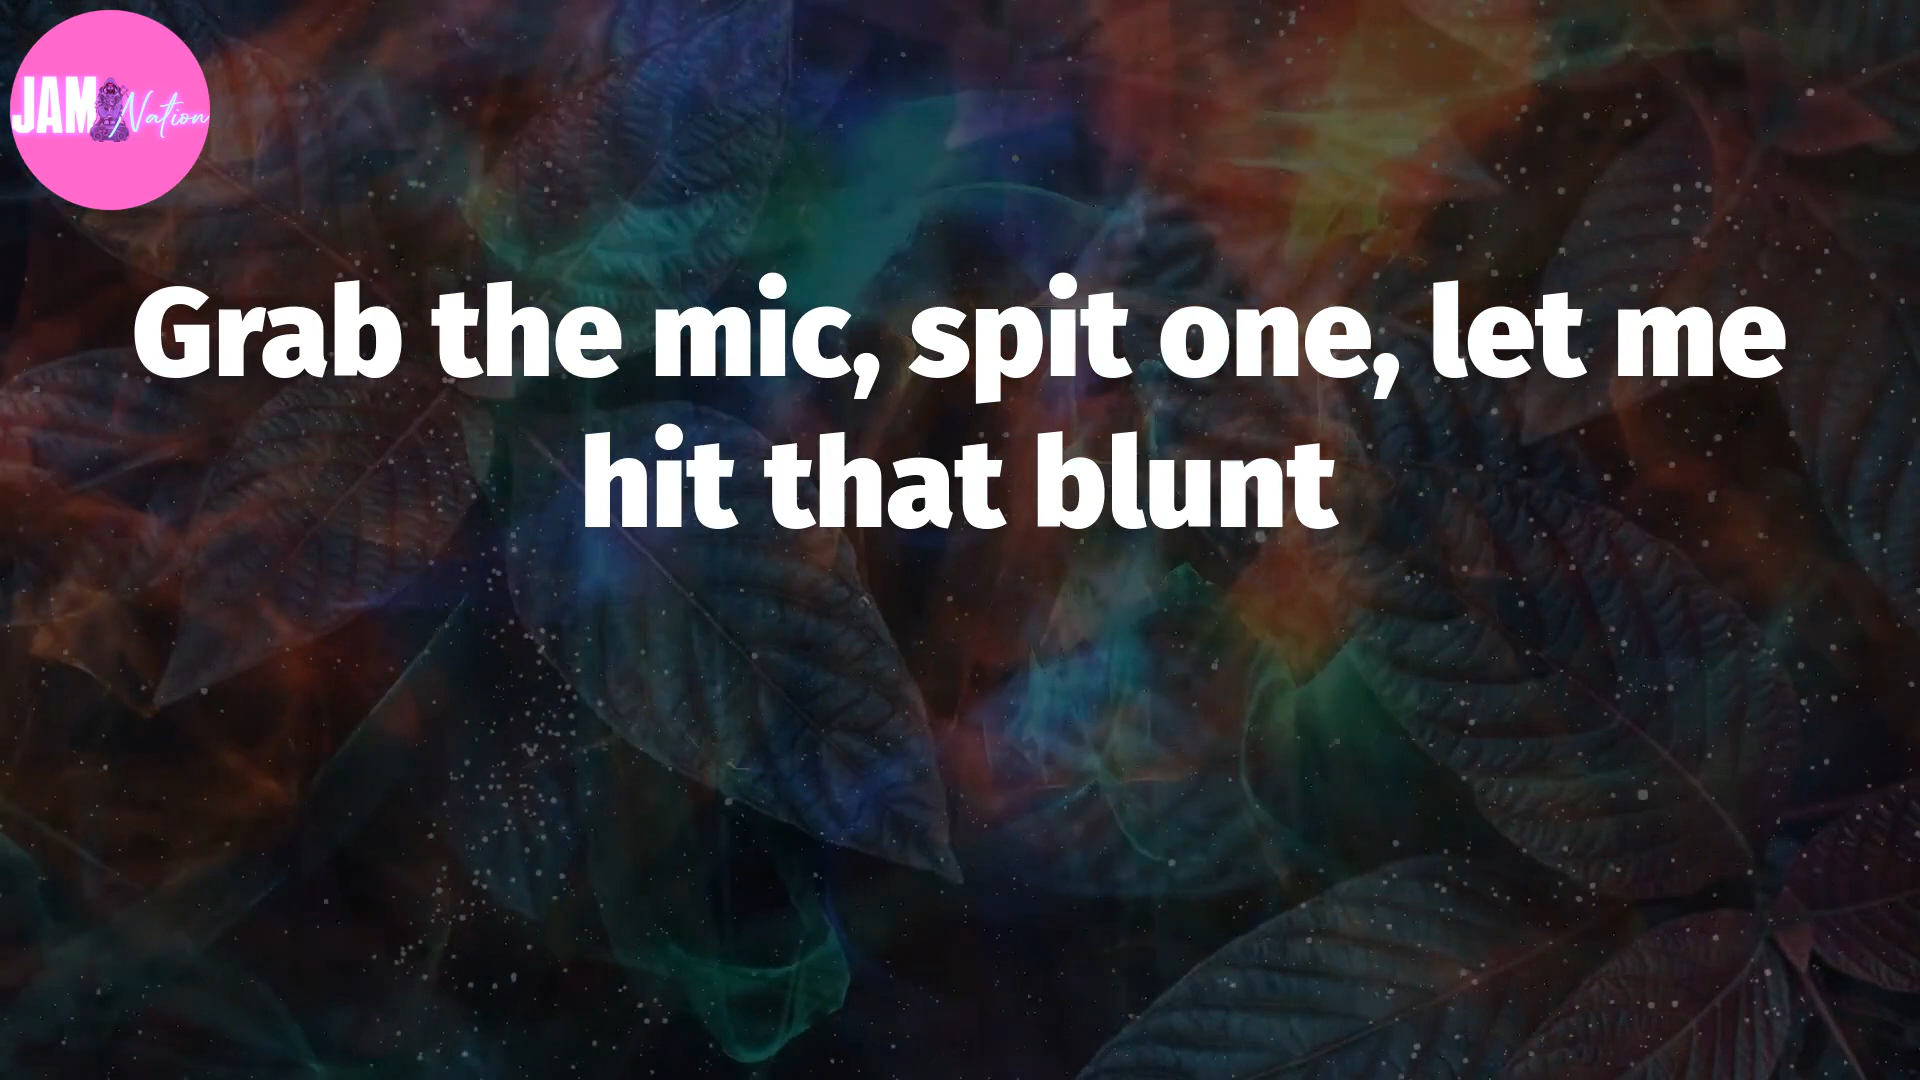 JAM Nation
Grab the mic, spit one, let me
hit that blunt